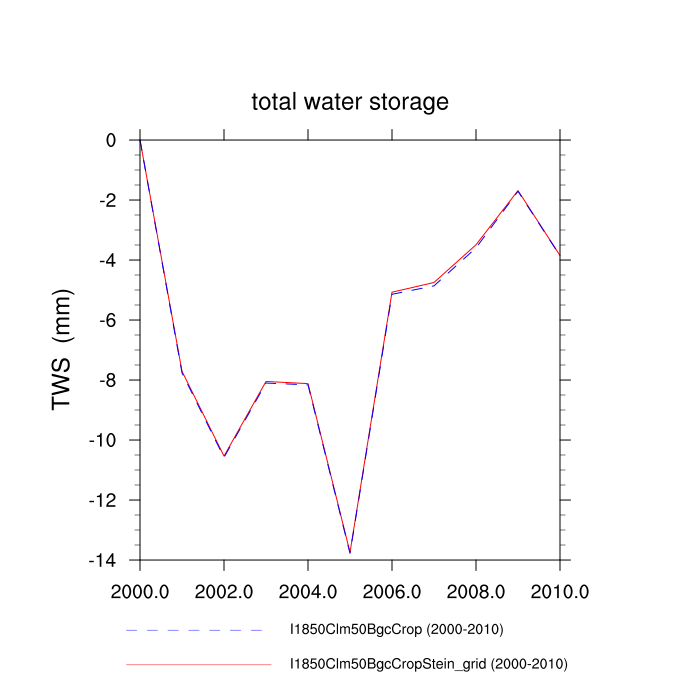 total water storage
0
-2
-4
-6
-8
-10
-12
-14
TWS (mm)
2000.0 2002.0 2004.0 2006.0 2008.0 2010.0
I1850Clm50BgcCrop (2000-2010)
I1850Clm50BgcCropStein_grid (2000-2010)